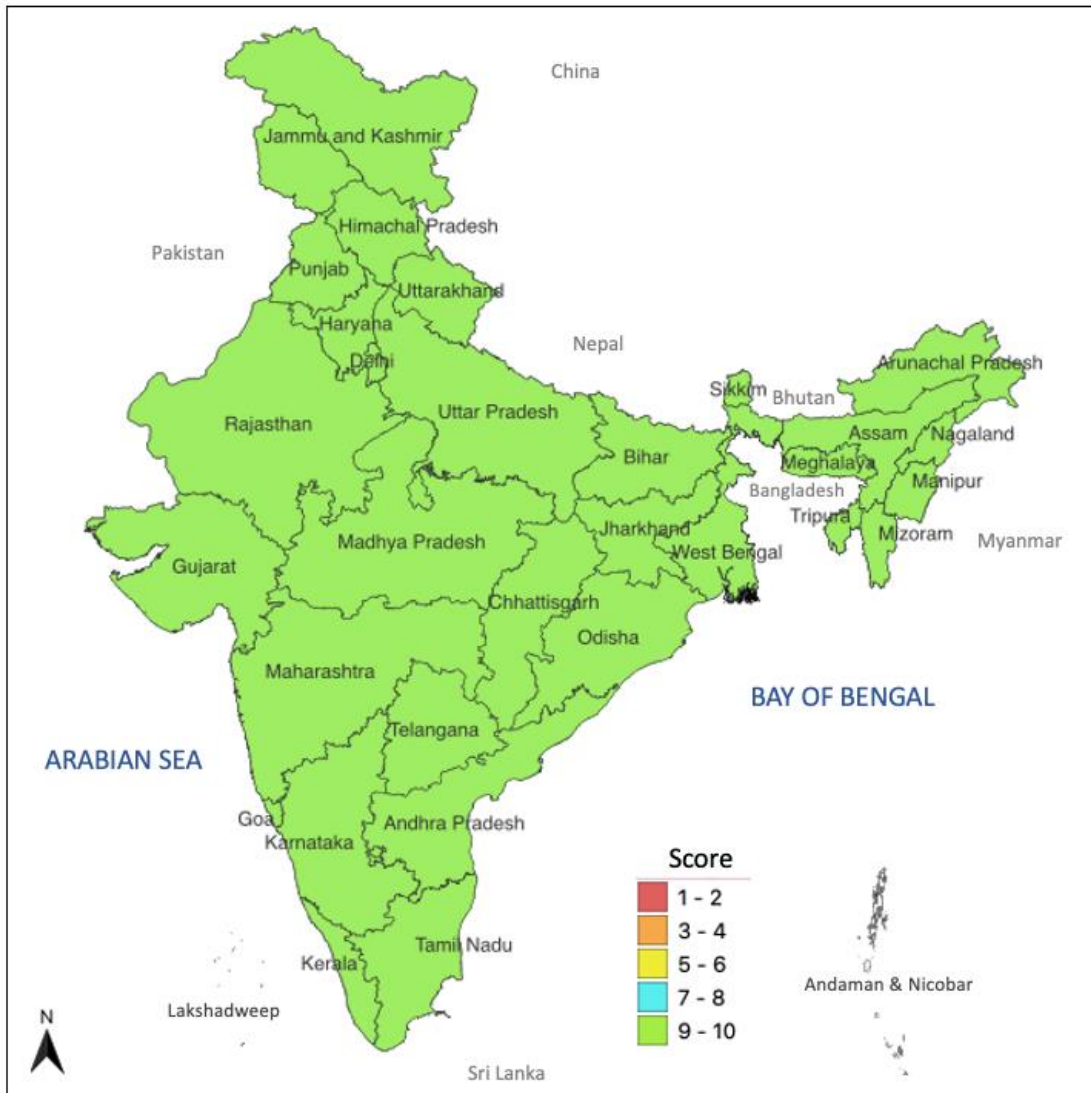 China
Jammu and Kashmir
Himachal Pradesh
Pakistan
Punjab
Uttarakhand
Haryana
Nepal
Delhi
Arunachal Pradesh
Sikkim
Bhutan
Rajasthan
Uttar Pradesh
Assam
Nagaland
Bihar
Meghalaya
Manipur
Bangladesh
Tripura
Jharkhand
Mizoram
Myanmar
Madhya Pradesh
West Bengal
Gujarat
Chhattisgarh
Odisha
Maharashtra
BAY OF BENGAL
Telangana
ARABIAN SEA
Goa
Andhra Pradesh
Karnataka
Score
1 - 2
3 - 4
5 - 6
7 - 8
9 - 10
Tamil Nadu
Kerala
Andaman & Nicobar
Lakshadweep
N
Sri Lanka